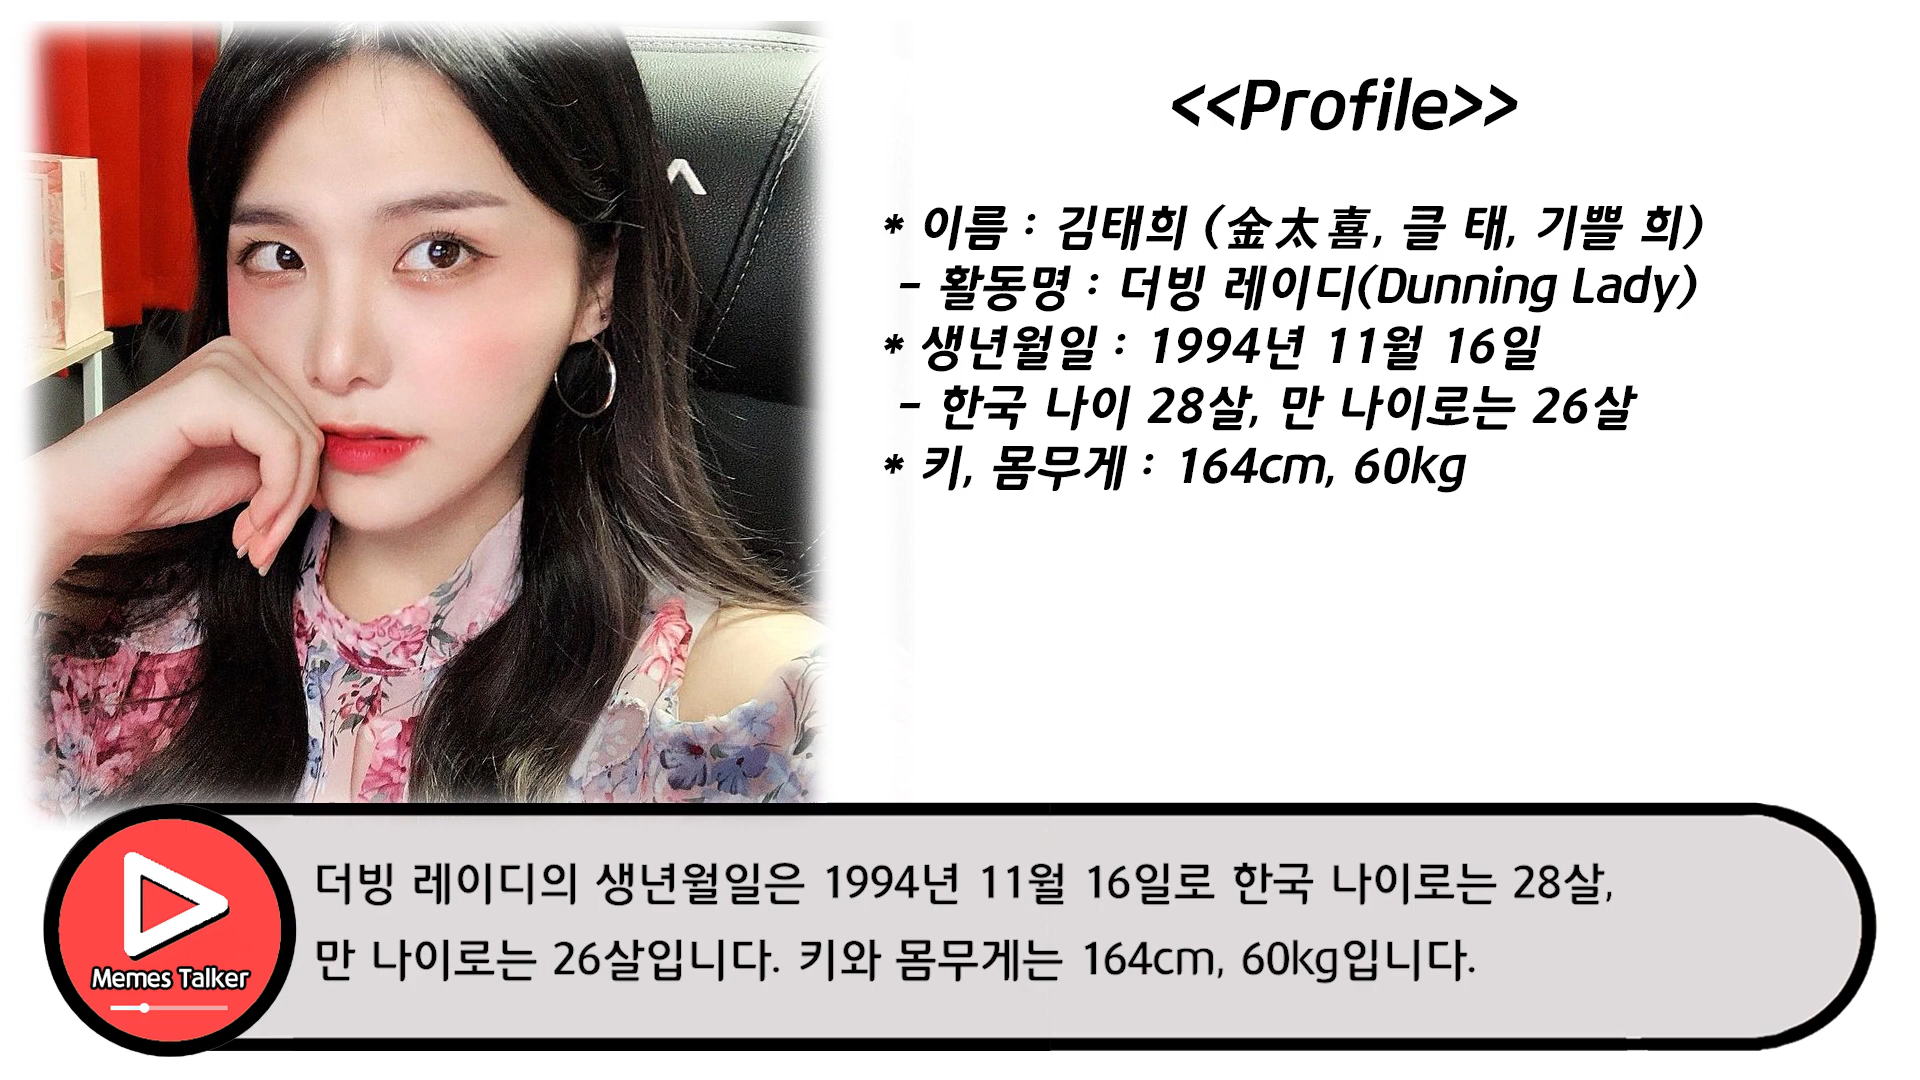 <<Profile>>
* 이름 : 김태희 (金太喜, 클 태, 기쁠 희)
- 활동명 : 더빙 레이디(Dunning Lady)
* 생년월일 : 1994년 11월 16일
- 한국 나이 28살, 만 나이로는 26살
* 키, 몸무게 : 164cm, 60kg
더빙 레이디의 생년월일은 1994년 11월 16일로 한국 나이로는 28살,
만 나이로는 26살입니다. 키와 몸무게는 164cm, 60kg입니다.
Memes Talker